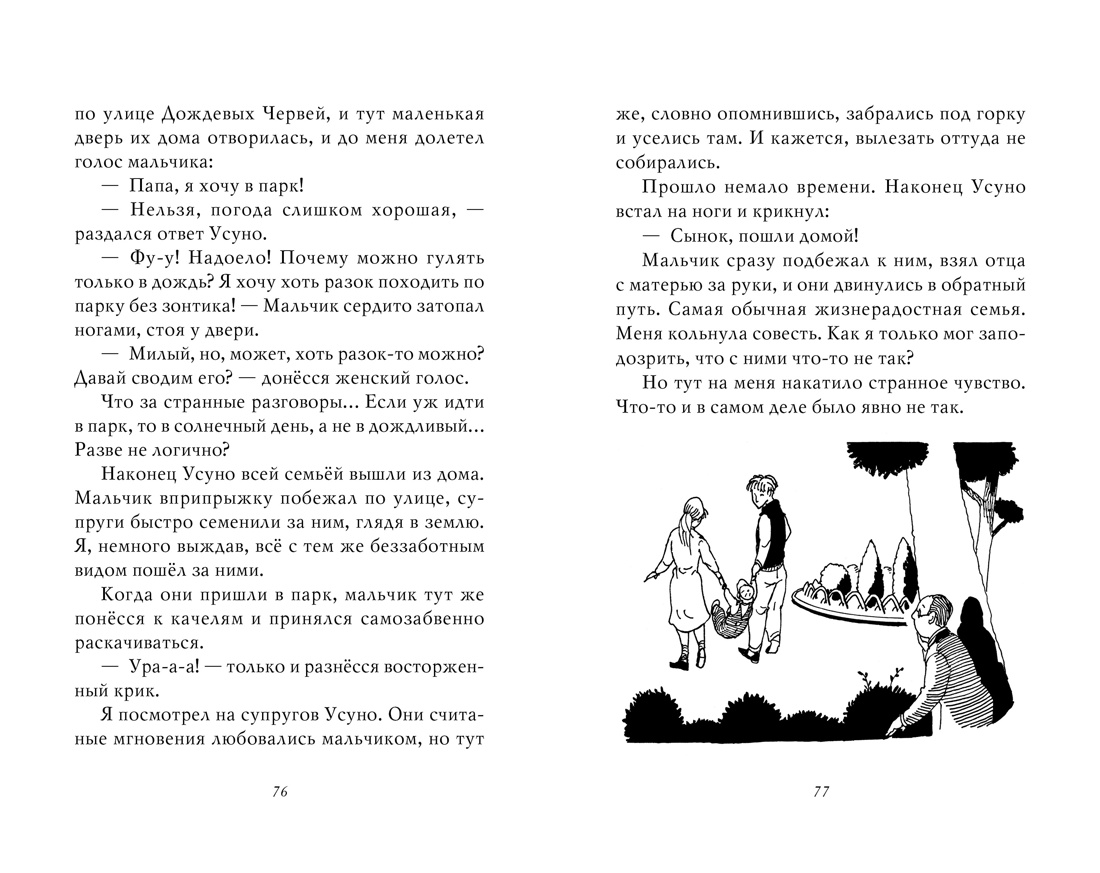 по улице Дождевых Червей, и тут маленькая
дверь их дома отворилась, и до меня долетел
голос мальчика:
— Папа, я хочу в парк!
— Нельзя, погода слишком хорошая, —
раздался ответ Усуно.
— Фу-у! Надоело! Почему можно гулять
только в дождь? Я хочу хоть разок походить по
парку без зонтика! — Мальчик сердито затопал
ногами, стоя у двери.
— Милый, но, может, хоть разок-то можно?
Давай сводим его? — донёсся женский голос.
Что за странные разговоры... Если уж идти
в парк, то в солнечный день, а не в дождливый...
Разве не логично?
Наконец Усуно всей семьёй вышли из дома.
Мальчик вприпрыжку побежал по улице, су-
пруги быстро семенили за ним, глядя в землю.
Я, немного выждав, всё с тем же беззаботным
видом пошёл за ними.
Когда они пришли в парк, мальчик тут же
понёсся к качелям и принялся самозабвенно
раскачиваться.
— Ура-а-а! — только и разнёсся восторжен-
ный крик.
Я посмотрел на супругов Усуно. Они счита-
ные мгновения любовались мальчиком, но тут
76
же, словно опомнившись, забрались под горку
и уселись там. И кажется, вылезать оттуда не
собирались.
Прошло немало времени. Наконец Усуно
встал на ноги и крикнул:
— Сынок, пошли домой!
Мальчик сразу подбежал к ним, взял отца
с матерью за руки, и они двинулись в обратный
путь. Самая обычная жизнерадостная семья.
Меня кольнула совесть. Как я только мог запо-
дозрить, что с ними что-то не так?
Но тут на меня накатило странное чувство.
Что-то и в самом деле было явно не так.
77